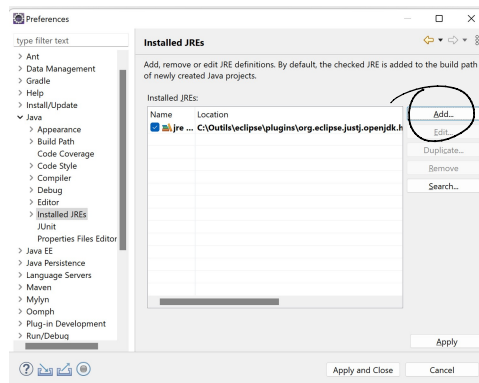 Preferences
type filter text
Installed JREs
> Ant
> Data Management
> Gradle
> Help
> Install/Update
Java
> Appearance
> Build Path
Code Coverage
> Code Style
> Compiler
> Debug
> Editor
> Installed JREs
JUnit
Properties Files Editor
> Java EE
> Java Persistence
> Language Servers
> Maven
> Mylyn
> Oomph
> Plug-in Development
> Run/Debug
Add, remove or edit JRE definitions. By default, the checked JRE is added to the build path
of newly created Java projects.
Installed JREs:
Name Location
jre ... C:\Outils\eclipse\plugins\org.eclipse.justj.openjdk.h
Add...
Edit...
Duplicate...
Remove
Search...
Apply
Apply and Close Cancel